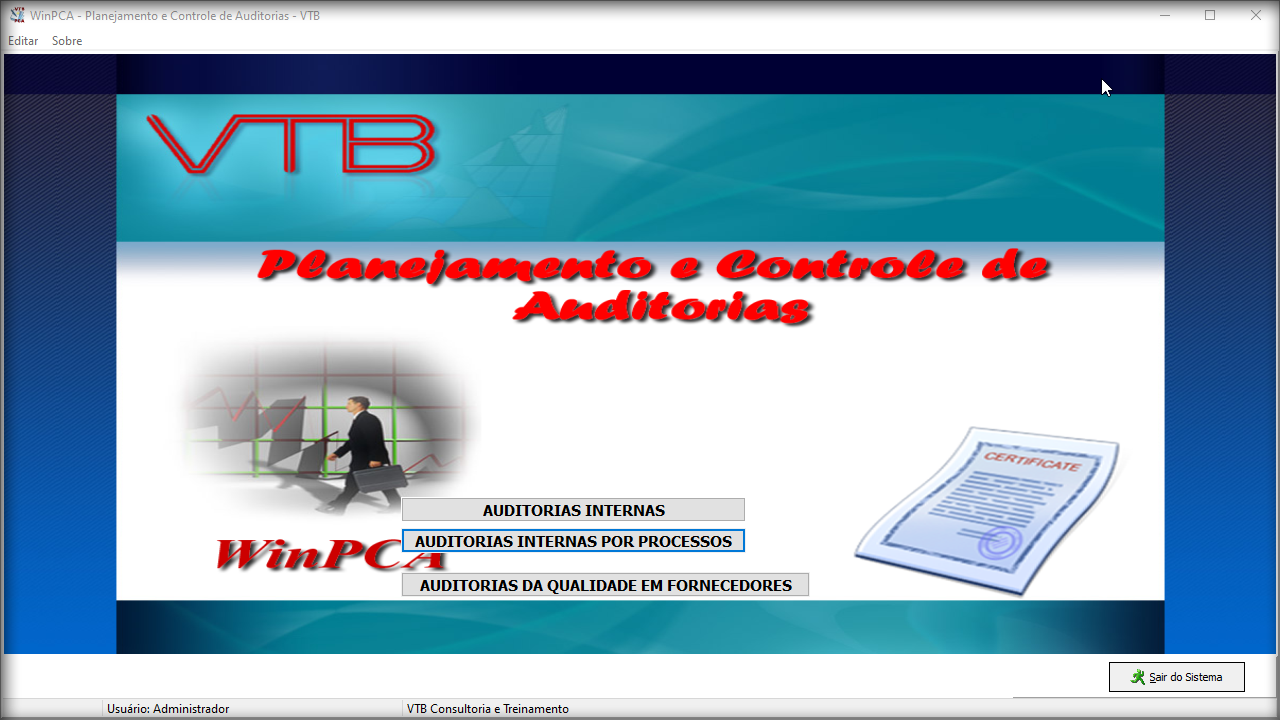 WinPCA - Planejamento e Controle de Auditorias - VTB
Editar Sobre
VTB
Planejamento e Controle de
Auditorias
CERTIFICATE
AUDITORIAS INTERNAS
AUDITORIAS INTERNAS POR PROCESSOS
WinPCA
AUDITORIAS DA QUALIDADE EM FORNECEDORES
Sair do Sistema
Usuário: Administrador VTB Consultoria e Treinamento